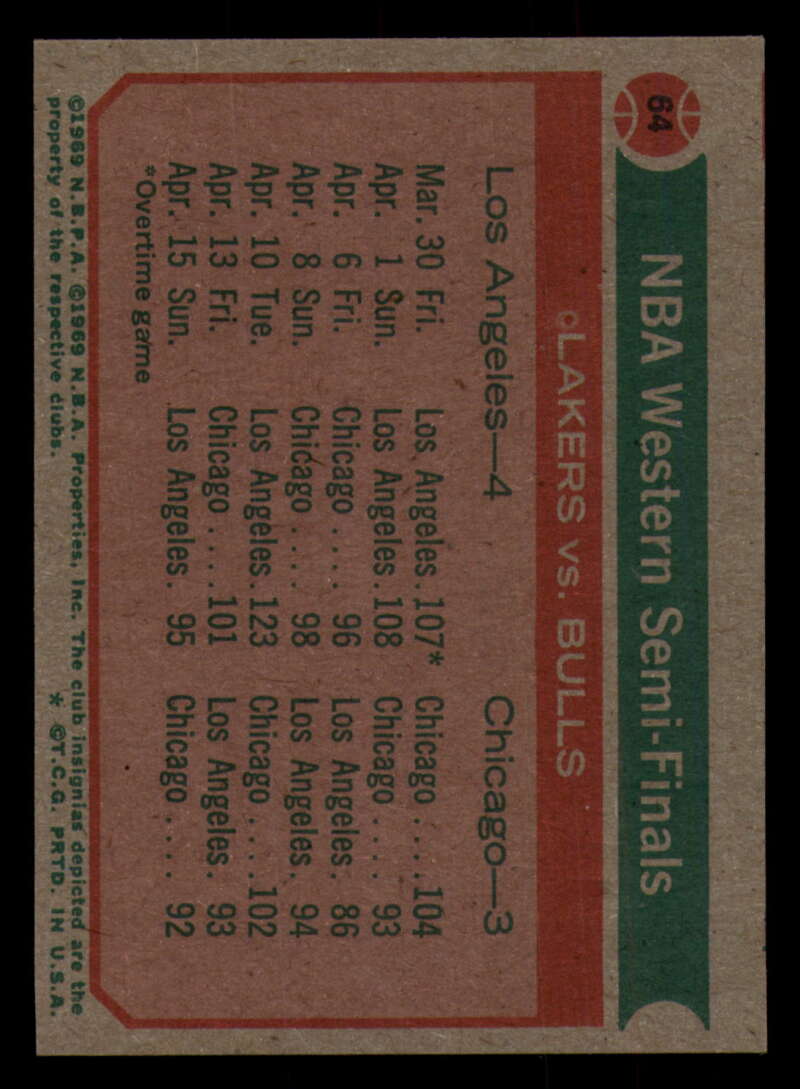 64
NBA Western Semi-Finals
LAKERS vs. BULLS
Los Angeles—4 Chicago—3
Mar. 30 Fri. Los Angeles.107* Chicago ....104
Apr. 1 Sun. Los Angeles.108 Chicago .... 93
Apr. 6 Fri. Chicago .... 96 Los Angeles. 86
Apr. 8 Sun. Chicago .... 98 Los Angeles. 94
Apr. 10 Tue. Los Angeles.123 Chicago ....102
Apr. 13 Fri. Chicago ....101 Los Angeles. 93
Apr. 15 Sun. Los Angeles. 95 Chicago .... 92
*Overtime game
©1969 N.B.P.A. ©1969 N.B.A. Properties, Inc. The club insignias depicted are the
property of the respective clubs. * ©T.C.G. PRTD. IN U.S.A.